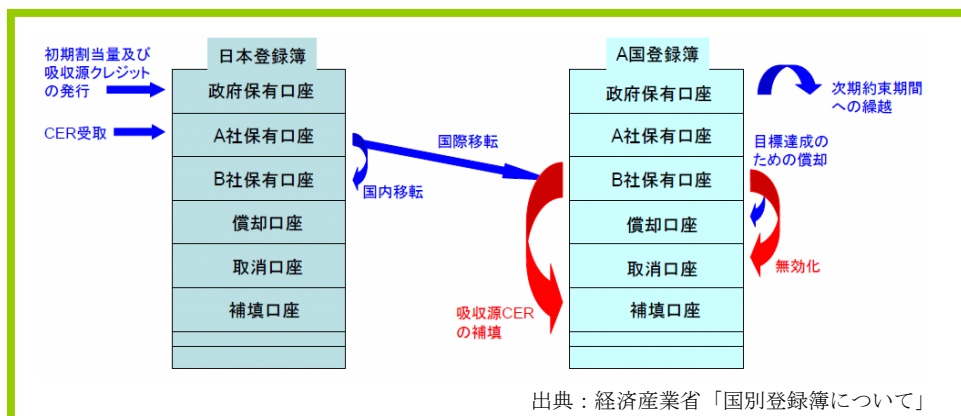 初期割当量及び
吸収源クレジット
の発行
CER受取
日本登録簿
政府保有口座
A社保有口座
B社保有口座
償却口座
取消口座
補填口座
国際移転
国内移転
A国登録簿
政府保有口座
A社保有口座
B社保有口座
償却口座
取消口座
補填口座
次期約束期間
への繰越
目標達成の
ための償却
無効化
吸収源CER
の補填
出典：経済産業省「国別登録簿について」